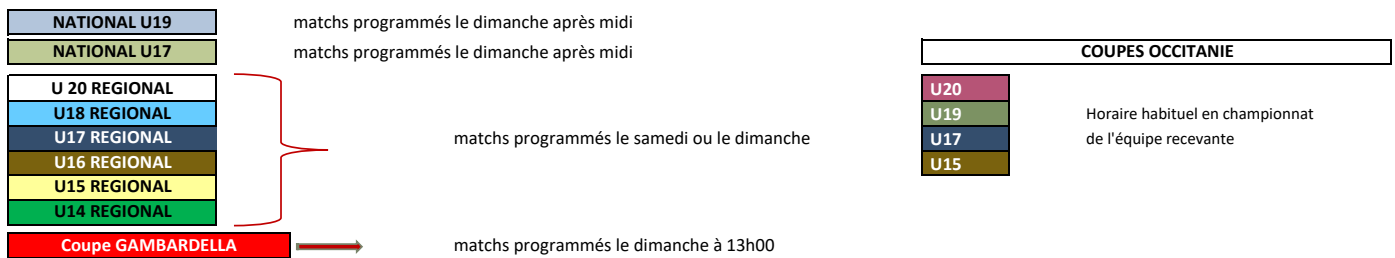 NATIONAL U19 matchs programmés le dimanche après midi
NATIONAL U17 matchs programmés le dimanche après midi
COUPES OCCITANIE
U 20 REGIONAL
U18 REGIONAL
U17 REGIONAL
U16 REGIONAL
U15 REGIONAL
U14 REGIONAL
matchs programmés le samedi ou le dimanche
U20
U19
U17
U15
Horaire habituel en championnat
de l'équipe recevante
Coupe GAMBARDELLA matchs programmés le dimanche à 13h00